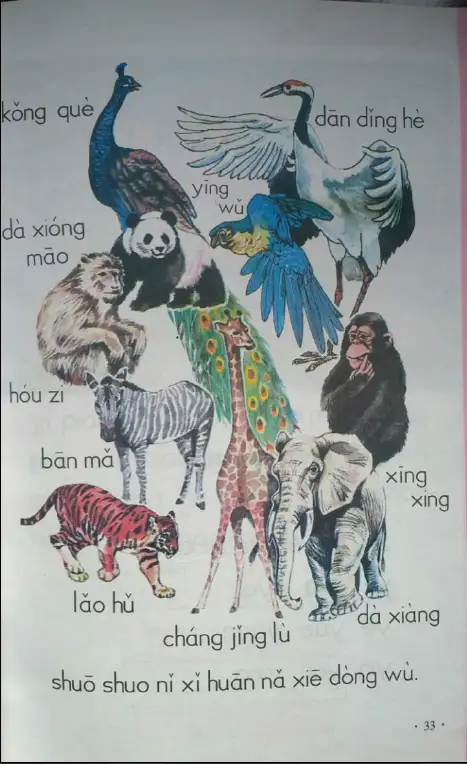 kǒng què
dān dǐng hè
yīng
wǔ
dà xióng
māo
hóu zi
bān mǎ
xīng
xing
lǎo hǔ
dà xiàng
cháng jǐng lù
shuō shuo nǐ xǐ huān nǎ xiē dòng wù.
· 33 ·